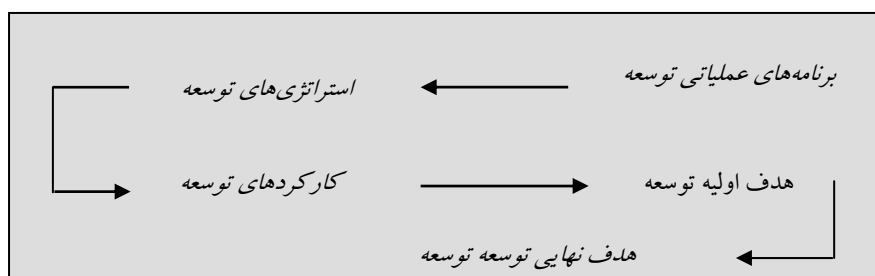 برنامه‌های عملیاتی توسعه
استراتژی‌های توسعه
کارکردهای توسعه
هدف اولیه توسعه
هدف نهایی توسعه توسعه